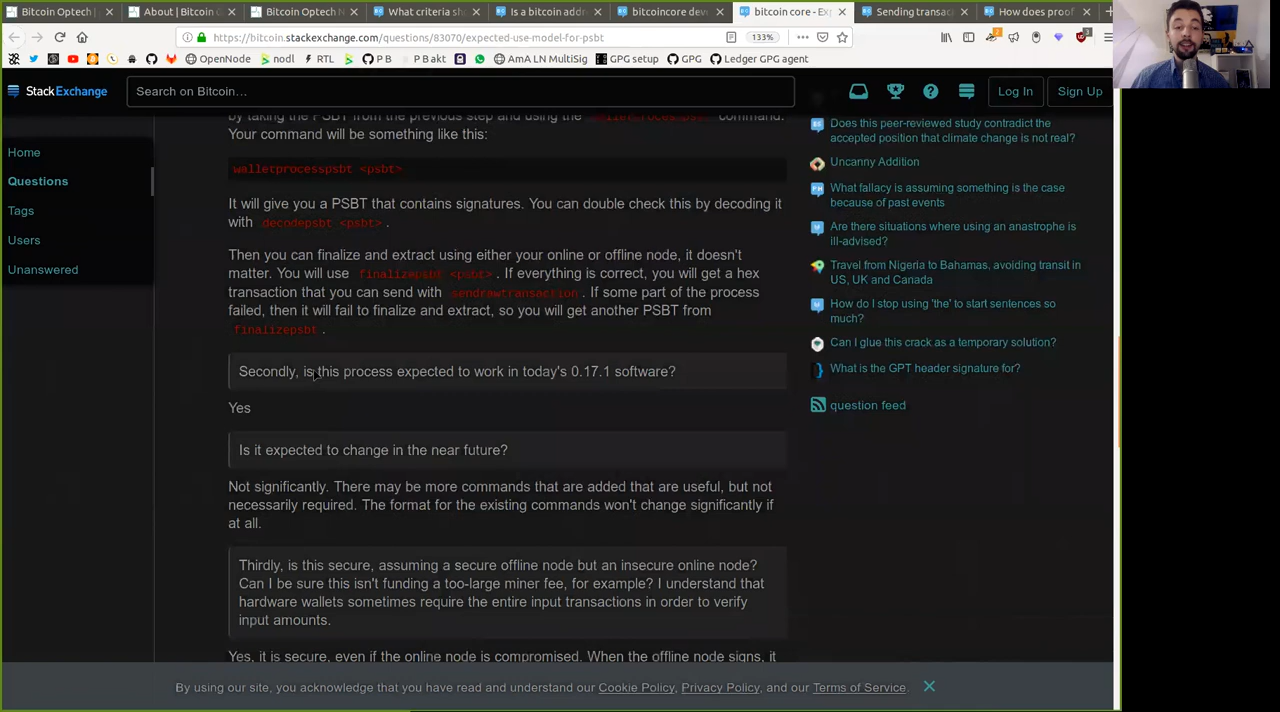 Bitcoin Optech
About | Bitcoin
Bitcoin Optech N
What criteria sh
Is a bitcoin addr
bitcoincore dev
bitcoin core - Ex
Sending transac
How does proof
https://bitcoin.stackexchange.com/questions/83070/expected-use-model-for-psbt
133%
OpenNode
nodl
RTL
P B
P B akt
AmA LN MultiSig
GPG setup
GPG
Ledger GPG agent
StackExchange
Search on Bitcoin…
Log In
Sign Up
Home
Questions
Tags
Users
Unanswered
by taking the PSBT from the previous step and using the command.
Your command will be something like this:
walletprocesspsbt <psbt>
It will give you a PSBT that contains signatures. You can double check this by decoding it
with decodepsbt <psbt> .
Then you can finalize and extract using either your online or offline node, it doesn't
matter. You will use finalizepsbt <psbt> . If everything is correct, you will get a hex
transaction that you can send with sendrawtransaction . If some part of the process
failed, then it will fail to finalize and extract, so you will get another PSBT from
finalizepsbt .
Secondly, is this process expected to work in today's 0.17.1 software?
Yes
Is it expected to change in the near future?
Not significantly. There may be more commands that are added that are useful, but not
necessarily required. The format for the existing commands won't change significantly if
at all.
Thirdly, is this secure, assuming a secure offline node but an insecure online node?
Can I be sure this isn't funding a too-large miner fee, for example? I understand that
hardware wallets sometimes require the entire input transactions in order to verify
input amounts.
Yes, it is secure, even if the online node is compromised. When the offline node signs, it
Does this peer-reviewed study contradict the
accepted position that climate change is not real?
Uncanny Addition
What fallacy is assuming something is the case
because of past events
Are there situations where using an anastrophe is
ill-advised?
Travel from Nigeria to Bahamas, avoiding transit in
US, UK and Canada
How do I stop using 'the' to start sentences so
much?
Can I glue this crack as a temporary solution?
What is the GPT header signature for?
question feed
By using our site, you acknowledge that you have read and understand our Cookie Policy, Privacy Policy, and our Terms of Service.